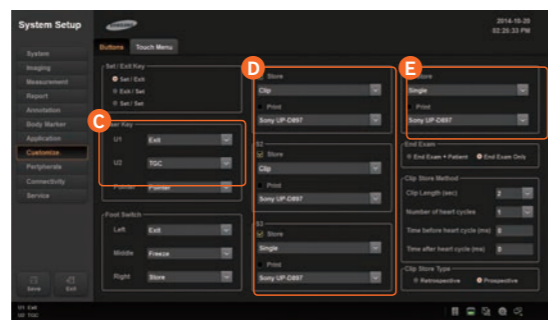 System Setup
SAMSUNG
2014-10-28
02:25:33 PM
Buttons Touch Menu
System
Imaging
Measurement
Report
Annotation
Body Marker
Application
Customize
Peripherals
Connectivity
Service
Save Exit
Set / Exit Key
Set / Exit
Exit / Set
Set / Set
C
User Key
U1 Exit
U2 TGC
Pointer Pointer
Foot Switch
Left Exit
Middle Freeze
Right Store
D
Store
Clip
Print
Sony UP-D897
S2
Store
Clip
Print
Sony UP-D897
S3
Store
Single
Print
Sony UP-D897
E
Store
Single
Print
Sony UP-D897
End Exam
End Exam + Patient End Exam Only
Clip Store Method
Clip Length (sec) 2
Number of heart cycles 1
Time before heart cycle (ms) 0
Time after heart cycle (ms) 0
Clip Store Type
Retrospective Prospective
U1: Exit
U2: TGC